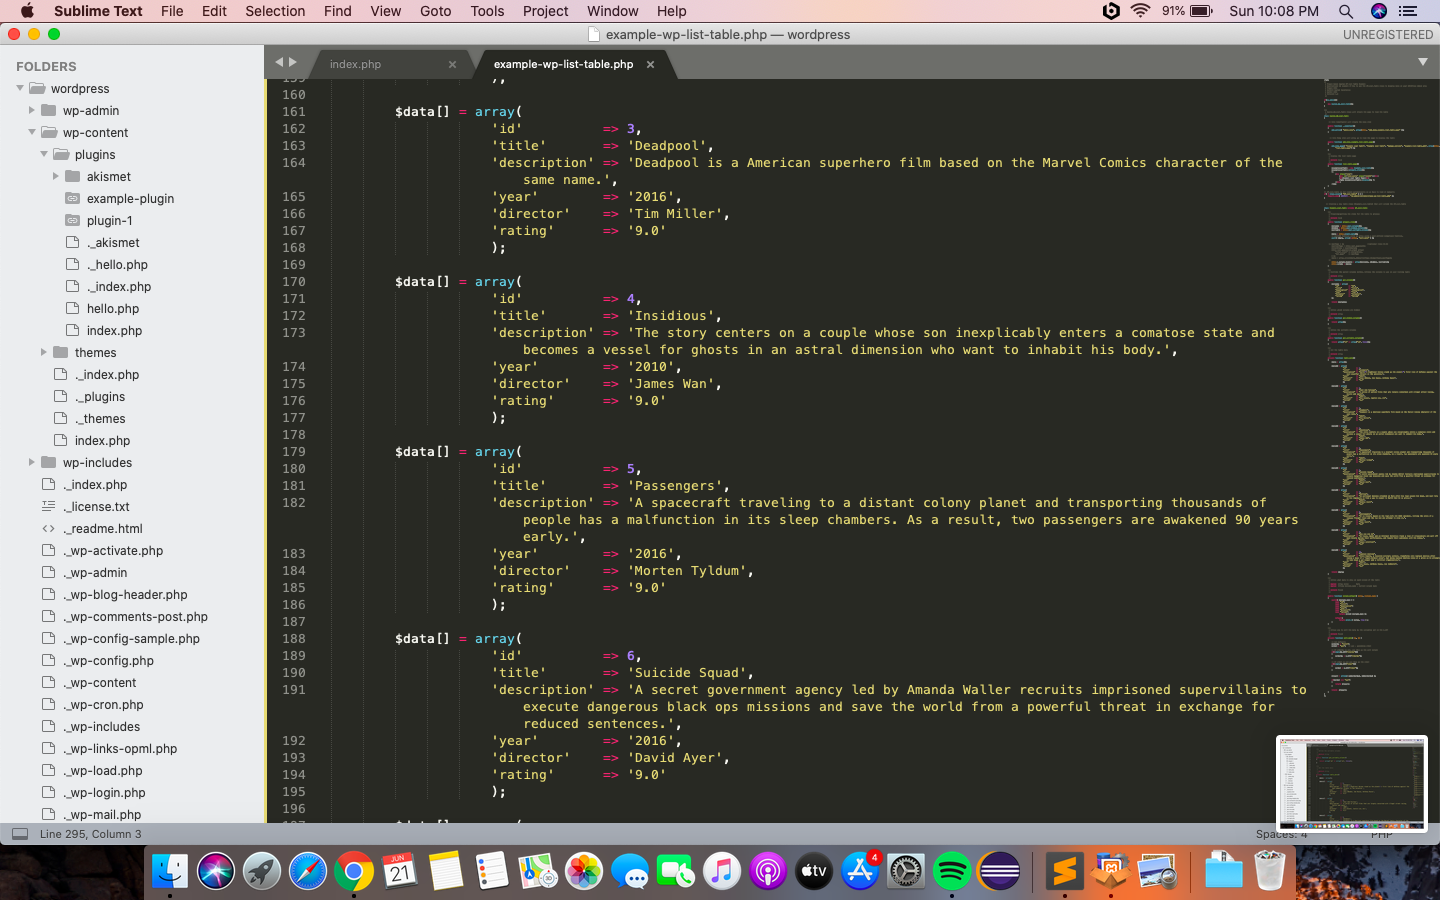 Sublime Text File Edit Selection Find View Goto Tools Project Window Help 91% Sun 10:08 PM
example-wp-list-table.php — wordpress UNREGISTERED
FOLDERS
wordpress
wp-admin
wp-content
plugins
akismet
example-plugin
plugin-1
._akismet
._hello.php
._index.php
hello.php
index.php
themes
._index.php
._plugins
._themes
index.php
wp-includes
._index.php
._license.txt
._readme.html
._wp-activate.php
._wp-admin
._wp-blog-header.php
._wp-comments-post.php
._wp-config-sample.php
._wp-config.php
._wp-content
._wp-cron.php
._wp-includes
._wp-links-opml.php
._wp-load.php
._wp-login.php
._wp-mail.php
index.php example-wp-list-table.php
159 );
160
161 $data[] = array(
162 'id' => 3,
163 'title' => 'Deadpool',
164 'description' => 'Deadpool is a American superhero film based on the Marvel Comics character of the
same name.',
165 'year' => '2016',
166 'director' => 'Tim Miller',
167 'rating' => '9.0'
168 );
169
170 $data[] = array(
171 'id' => 4,
172 'title' => 'Insidious',
173 'description' => 'The story centers on a couple whose son inexplicably enters a comatose state and
becomes a vessel for ghosts in an astral dimension who want to inhabit his body.',
174 'year' => '2010',
175 'director' => 'James Wan',
176 'rating' => '9.0'
177 );
178
179 $data[] = array(
180 'id' => 5,
181 'title' => 'Passengers',
182 'description' => 'A spacecraft traveling to a distant colony planet and transporting thousands of
people has a malfunction in its sleep chambers. As a result, two passengers are awakened 90 years
early.',
183 'year' => '2016',
184 'director' => 'Morten Tyldum',
185 'rating' => '9.0'
186 );
187
188 $data[] = array(
189 'id' => 6,
190 'title' => 'Suicide Squad',
191 'description' => 'A secret government agency led by Amanda Waller recruits imprisoned supervillains to
execute dangerous black ops missions and save the world from a powerful threat in exchange for
reduced sentences.',
192 'year' => '2016',
193 'director' => 'David Ayer',
194 'rating' => '9.0'
195 );
196
Line 295, Column 3 Spaces: 4 PHP
JUN
21
tv
4